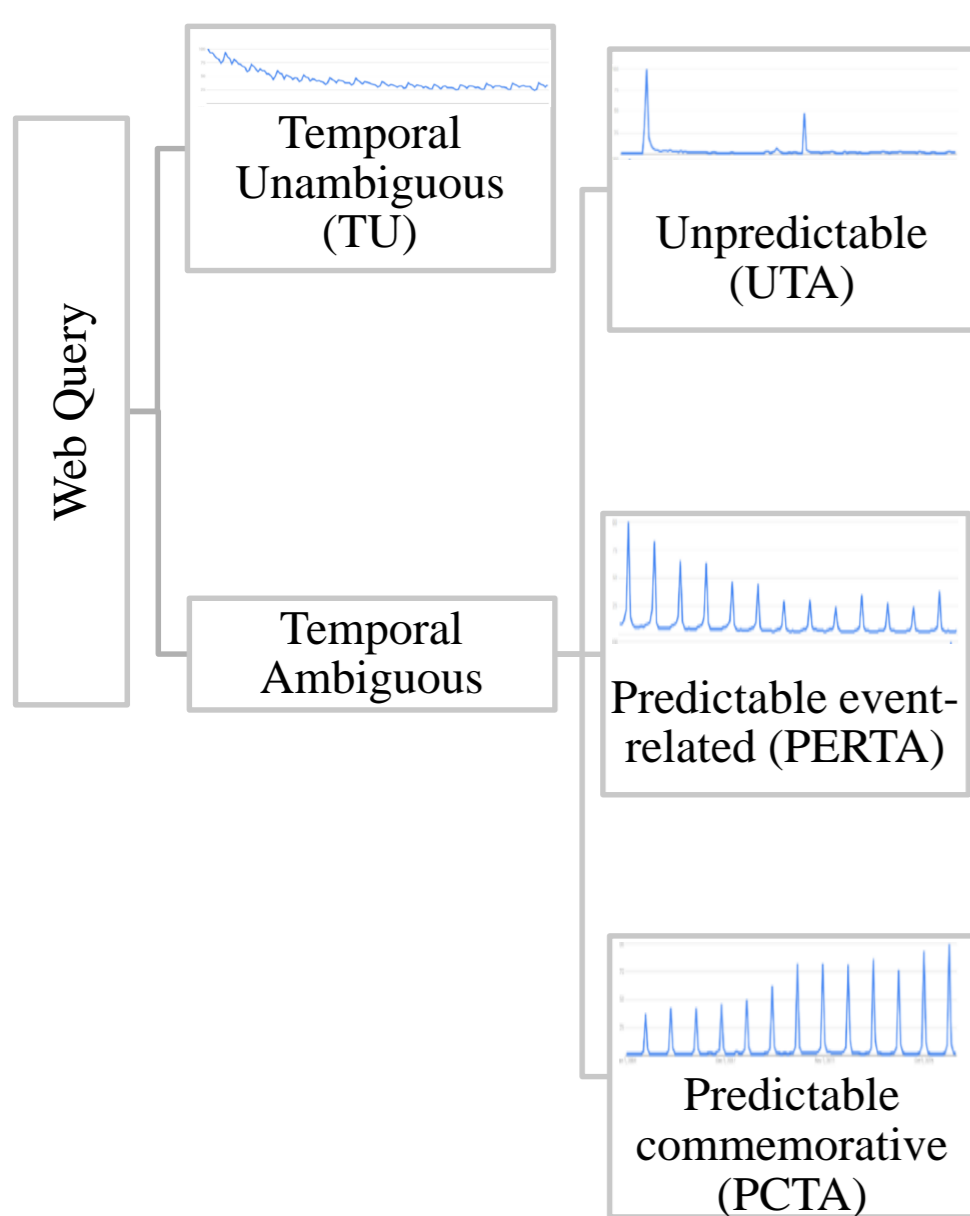 Web Query
Temporal
Unambiguous
(TU)
Temporal
Ambiguous
Unpredictable
(UTA)
Predictable event-
related (PERTA)
Predictable
commemorative
(PCTA)